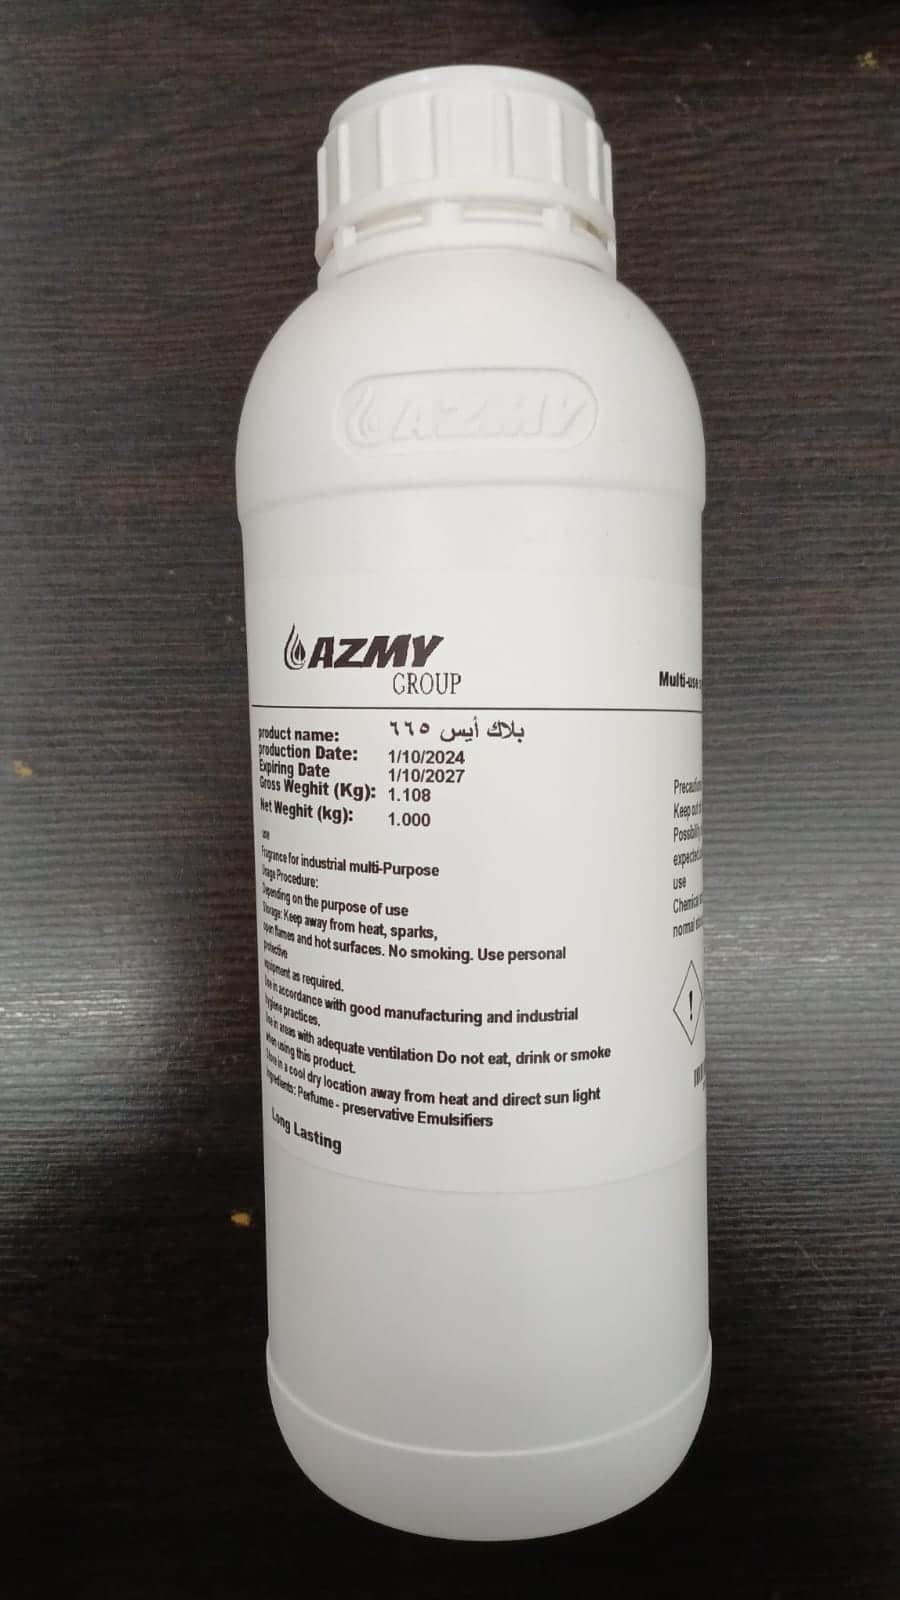 AZMY
AZMY
GROUP
product name: بلاك أيس ٦٦٥
production Date: 1/10/2024
Expiring Date 1/10/2027
Gross Weghit (Kg): 1.108
Net Weghit (kg): 1.000
use
Fragrance for industrial multi-Purpose
Usage Procedure:
Depending on the purpose of use
Storage: Keep away from heat, sparks,
open flames and hot surfaces. No smoking. Use personal
protective
equipment as required.
Use in accordance with good manufacturing and industrial
hygiene practices.
Use in areas with adequate ventilation Do not eat, drink or smoke
when using this product.
Store in a cool dry location away from heat and direct sun light
Ingredients: Perfume - preservative Emulsifiers
Long Lasting
Multi-use
Keep out
use
Chemical
normal
!